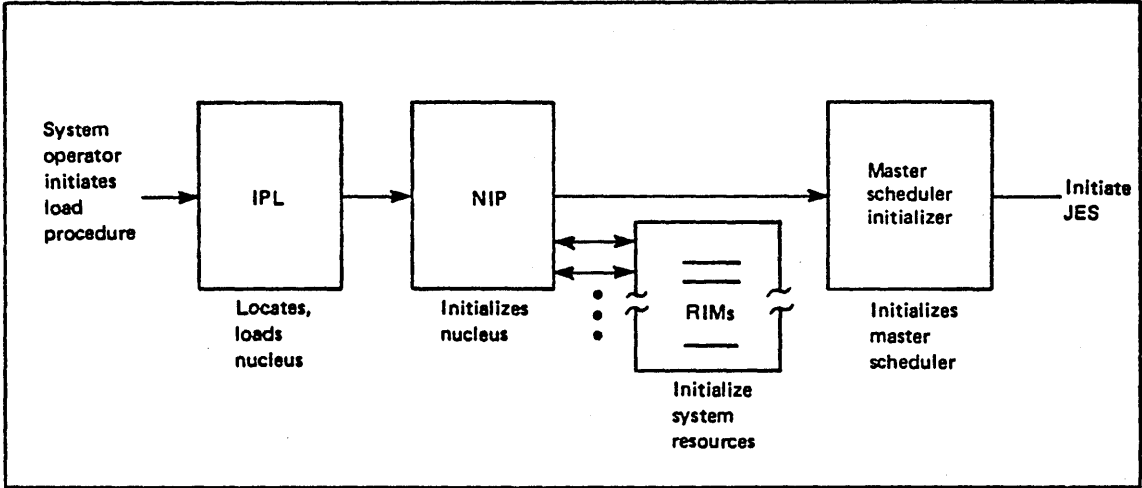 System
operator
initiates
load
procedure
IPL
Locates,
loads
nucleus
NIP
Initializes
nucleus
RIMs
Initialize
system
resources
Master
scheduler
initializer
Initializes
master
scheduler
Initiate
JES